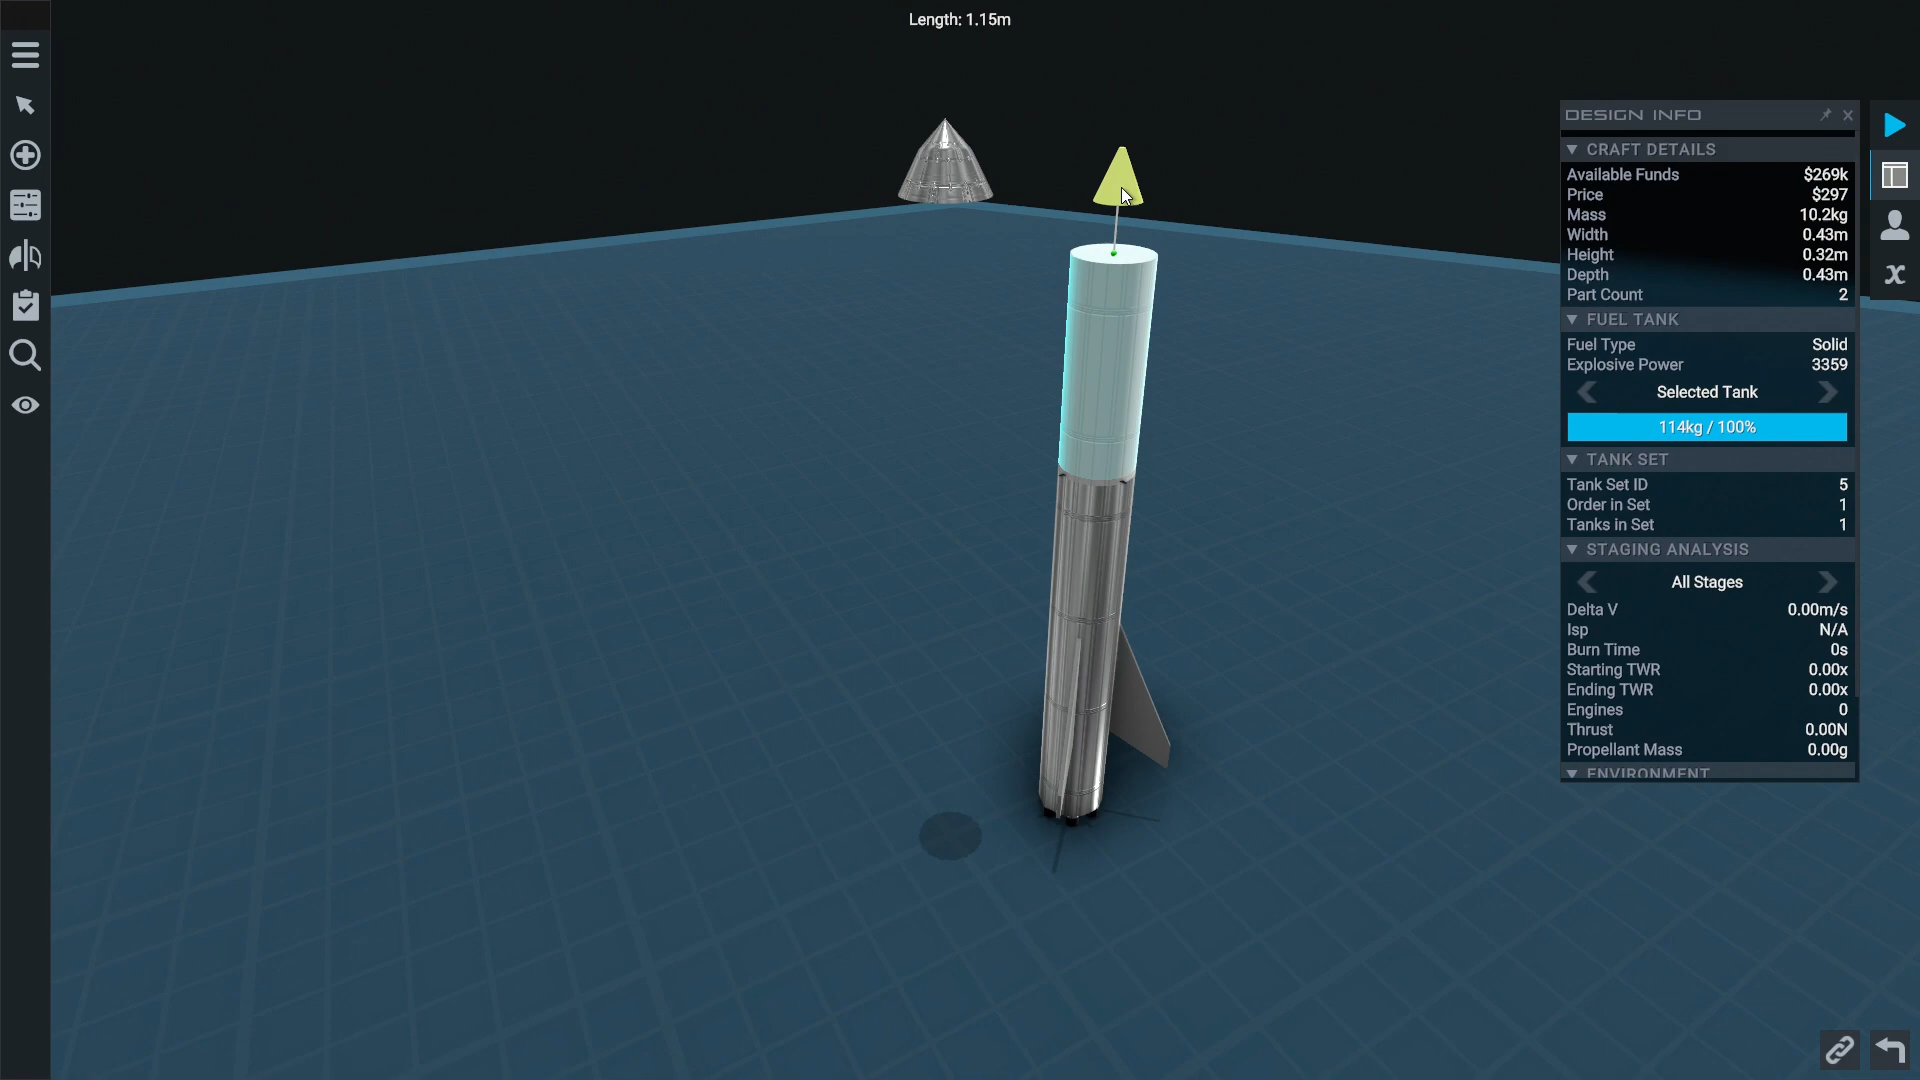 Length: 1.15m
DESIGN INFO
CRAFT DETAILS
Available Funds $269k
Price $297
Mass 10.2kg
Width 0.43m
Height 0.32m
Depth 0.43m
Part Count 2
FUEL TANK
Fuel Type Solid
Explosive Power 3359
Selected Tank
114kg / 100%
TANK SET
Tank Set ID 5
Order in Set 1
Tanks in Set 1
STAGING ANALYSIS
All Stages
Delta V 0.00m/s
Isp N/A
Burn Time 0s
Starting TWR 0.00x
Ending TWR 0.00x
Engines 0
Thrust 0.00N
Propellant Mass 0.00g
ENVIRONMENT